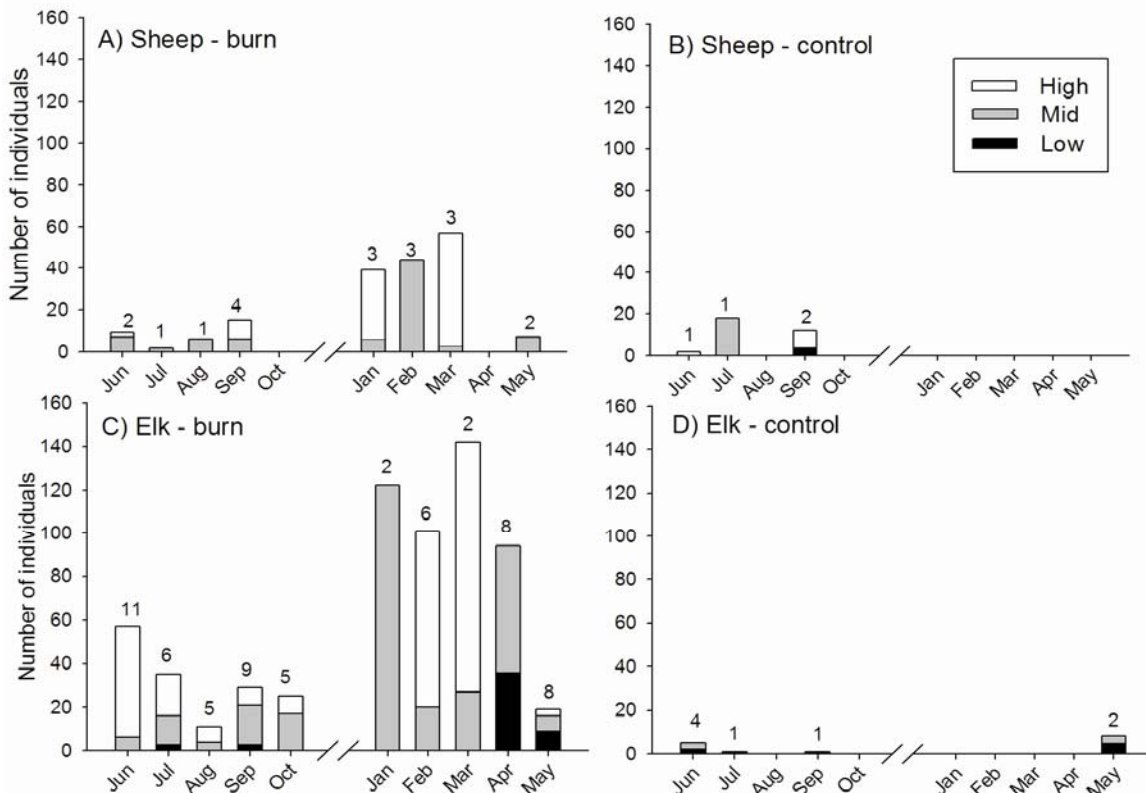 A) Sheep - burn
Number of individuals
160
140
120
100
80
60
40
20
0
2
1
1
4
3
3
3
2
Jun
Jul
Aug
Sep
Oct
Jan
Feb
Mar
Apr
May
B) Sheep - control
High
Mid
Low
160
140
120
100
80
60
40
20
0
1
1
2
Jun
Jul
Aug
Sep
Oct
Jan
Feb
Mar
Apr
May
C) Elk - burn
Number of individuals
160
140
120
100
80
60
40
20
0
11
6
5
9
5
2
6
2
8
8
Jun
Jul
Aug
Sep
Oct
Jan
Feb
Mar
Apr
May
D) Elk - control
160
140
120
100
80
60
40
20
0
4
1
1
2
Jun
Jul
Aug
Sep
Oct
Jan
Feb
Mar
Apr
May